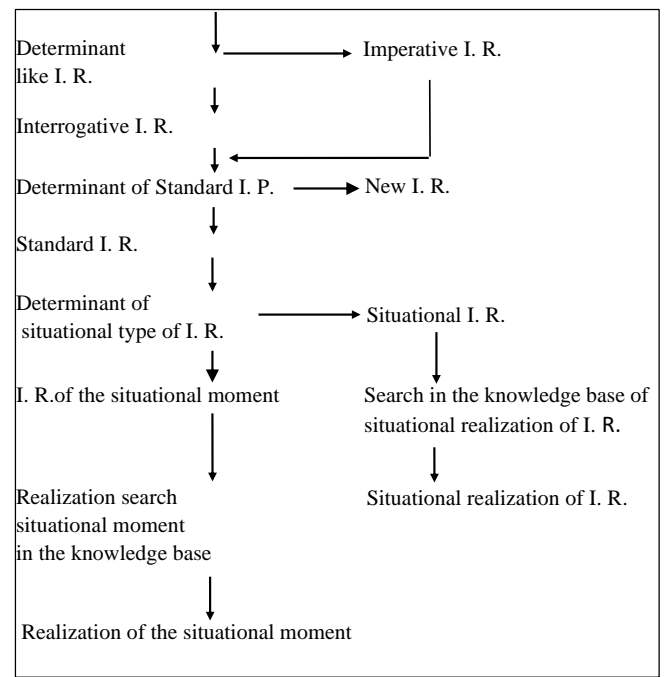 Determinant
like I. R.
Imperative I. R.
Interrogative I. R.
Determinant of Standard I. P.
New I. R.
Standard I. R.
Determinant of
situational type of I. R.
Situational I. R.
I. R.of the situational moment
Search in the knowledge base of
situational realization of I. R.
Realization search
situational moment
in the knowledge base
Situational realization of I. R.
Realization of the situational moment